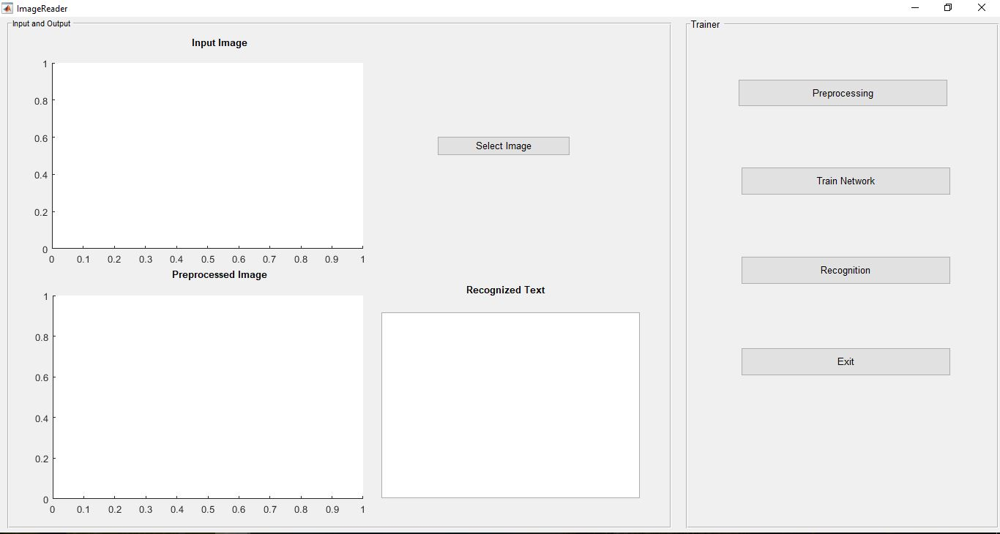 ImageReader
Input and Output
Input Image
1
0.8
0.6
0.4
0.2
0
0 0.1 0.2 0.3 0.4 0.5 0.6 0.7 0.8 0.9 1
Select Image
Preprocessed Image
1
0.8
0.6
0.4
0.2
0
0 0.1 0.2 0.3 0.4 0.5 0.6 0.7 0.8 0.9 1
Recognized Text
Trainer
Preprocessing
Train Network
Recognition
Exit